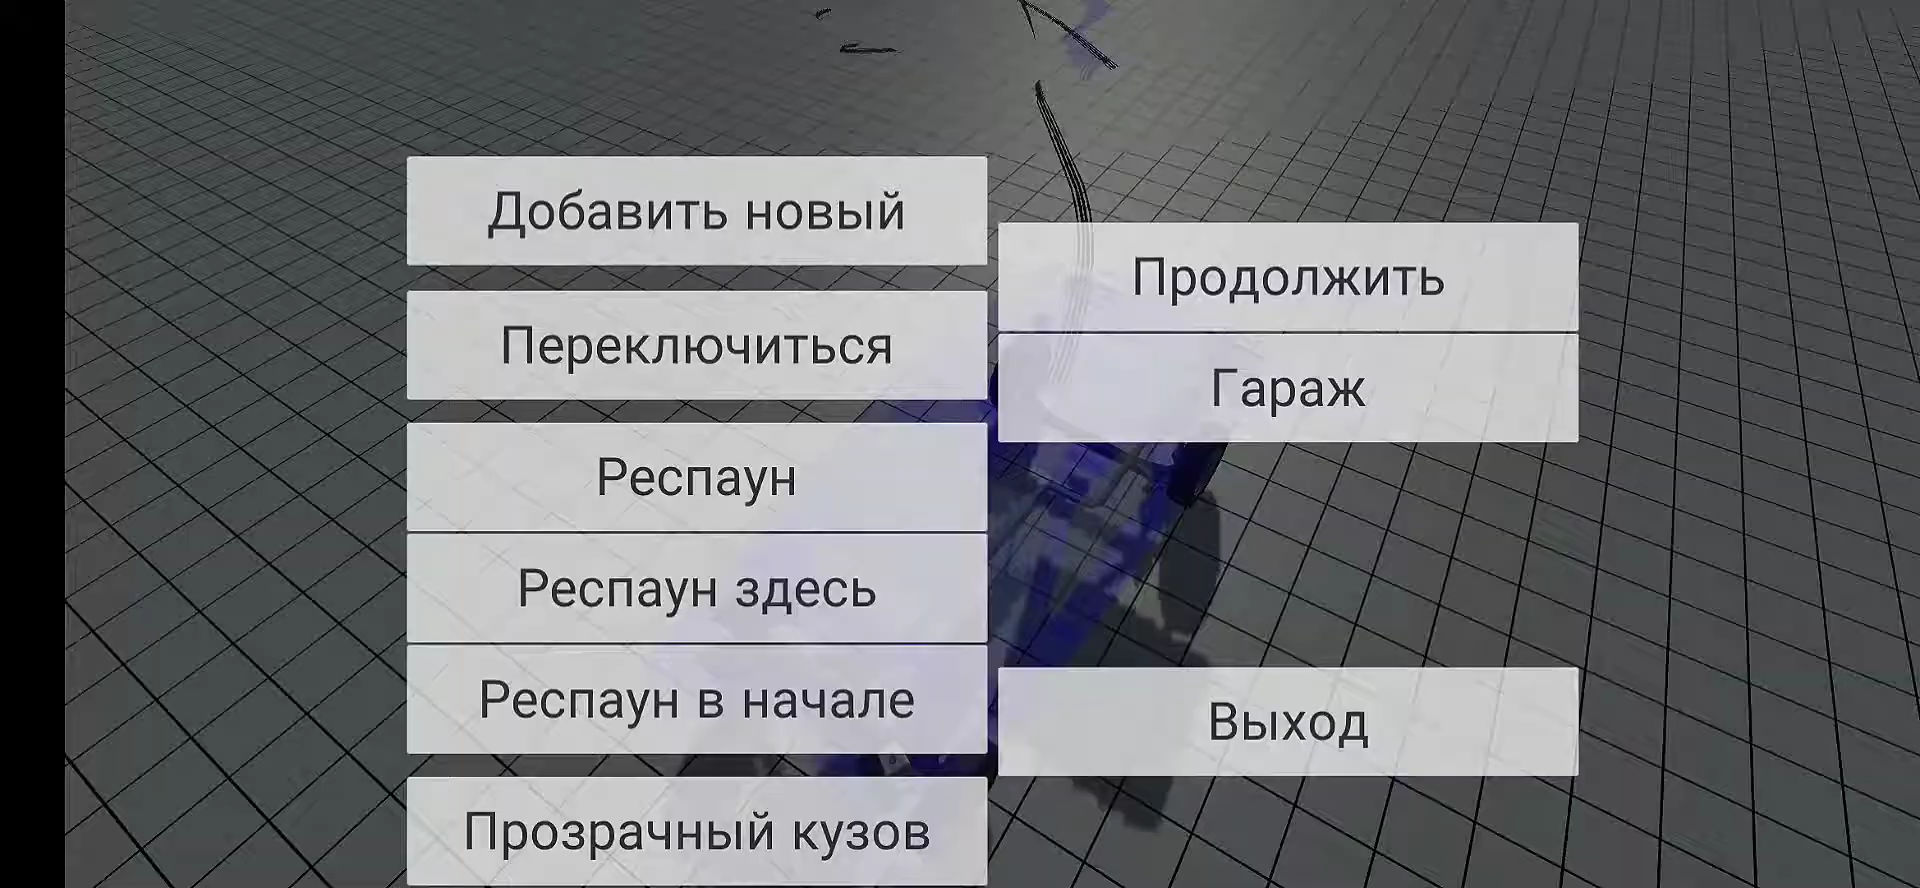 Добавить новый
Переключиться
Респаун
Респаун здесь
Респаун в начале
Прозрачный кузов
Продолжить
Гараж
Выход